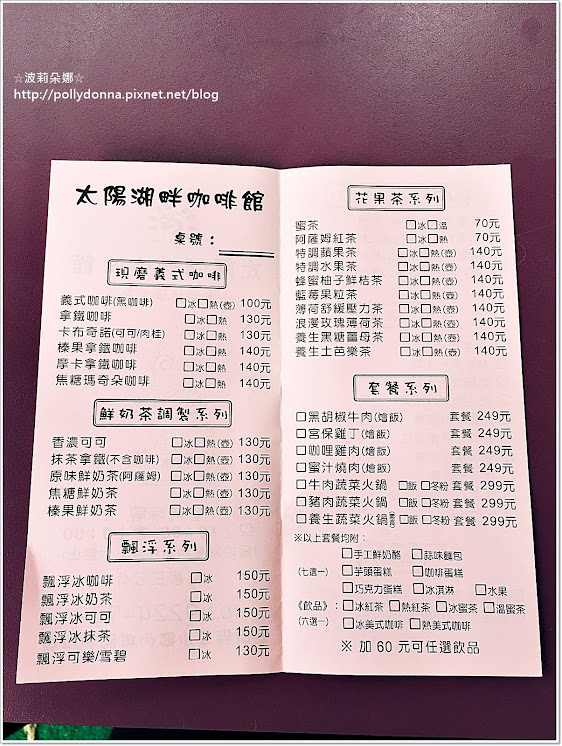 ☆波莉朵娜☆
http://pollydonna.pixnet.net/blog
太陽湖畔咖啡館
桌號：
現磨義式咖啡
義式咖啡(黑咖啡) □冰□熱(壺) 100元
拿鐵咖啡 □冰□熱 130元
卡布奇諾(可可/肉桂) □冰□熱 130元
榛果拿鐵咖啡 □冰□熱 140元
摩卡拿鐵咖啡 □冰□熱 140元
焦糖瑪奇朵咖啡 □冰□熱 140元
鮮奶茶調製系列
香濃可可 □冰□熱(壺) 130元
抹茶拿鐵(不含咖啡) □冰□熱(壺) 130元
原味鮮奶茶(阿薩姆) □冰□熱(壺) 130元
焦糖鮮奶茶 □冰□熱(壺) 130元
榛果鮮奶茶 □冰□熱(壺) 130元
飄浮系列
飄浮冰咖啡 □冰 150元
飄浮冰奶茶 □冰 150元
飄浮冰可可 □冰 150元
飄浮冰抹茶 □冰 150元
飄浮可樂/雪碧 □冰 130元
花果茶系列
蜜茶 □冰□溫 70元
阿薩姆紅茶 □冰□熱 70元
特調蘋果茶 □冰□熱(壺) 140元
特調水果茶 □冰□熱(壺) 140元
蜂蜜柚子鮮桔茶 □冰□熱(壺) 140元
藍莓果粒茶 □冰□熱(壺) 140元
薄荷舒緩壓力茶 □冰□熱(壺) 140元
浪漫玫瑰薄荷茶 □冰□熱(壺) 140元
養生黑糖薑母茶 □冰□熱(壺) 140元
養生土芭樂茶 □冰□熱(壺) 140元
套餐系列
□黑胡椒牛肉(燴飯) 套餐 249元
□宮保雞丁(燴飯) 套餐 249元
□咖哩雞肉(燴飯) 套餐 249元
□蜜汁燒肉(燴飯) 套餐 249元
□牛肉蔬菜火鍋 □飯 □冬粉 套餐 299元
□豬肉蔬菜火鍋 □飯 □冬粉 套餐 299元
□養生蔬菜火鍋 □飯 □冬粉 套餐 299元
※以上套餐均附：
□手工鮮奶酪 □蒜味麵包
(七選一) □芋頭蛋糕 □咖啡蛋糕
□巧克力蛋糕 □冰淇淋 □水果
《飲品》：□冰紅茶 □熱紅茶 □冰蜜茶 □溫蜜茶
(六選一) □冰美式咖啡 □熱美式咖啡
※ 加 60 元可任選飲品